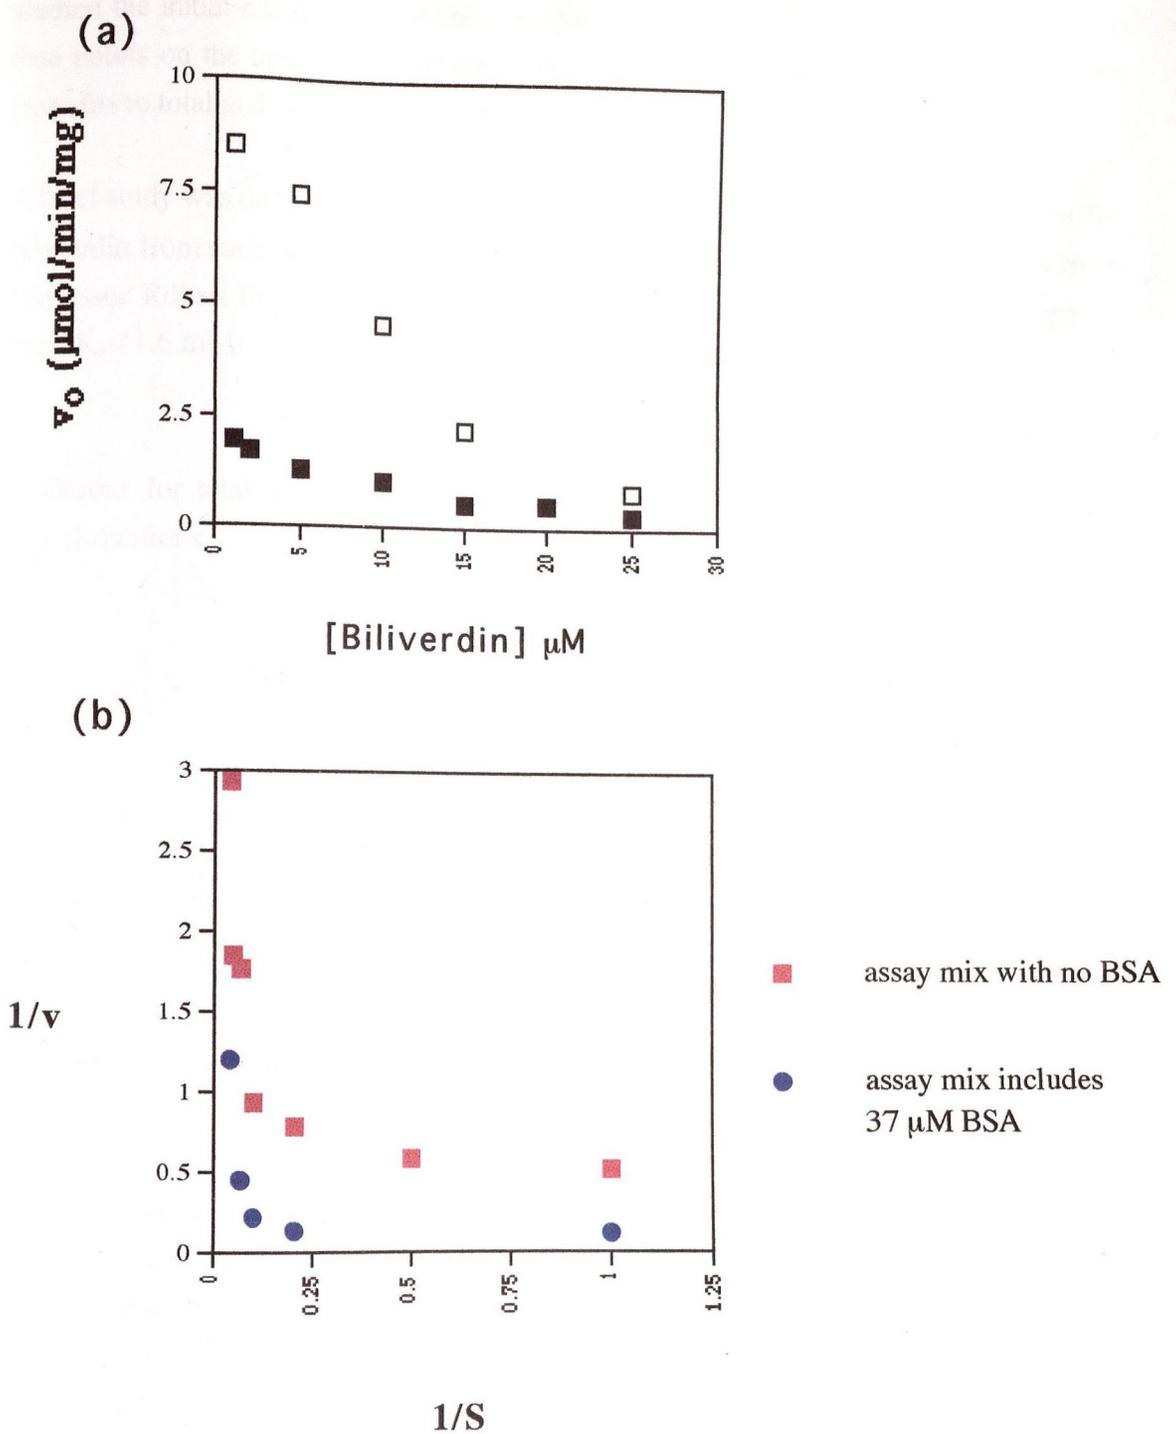 (a)
V₀ (µmol/min/mg)
10
7.5
5
2.5
0
0 5 10 15 20 25 30
[Biliverdin] µM
(b)
1/v
3
2.5
2
1.5
1
0.5
0
0 0.25 0.5 0.75 1 1.25
1/S
assay mix with no BSA
assay mix includes
37 µM BSA